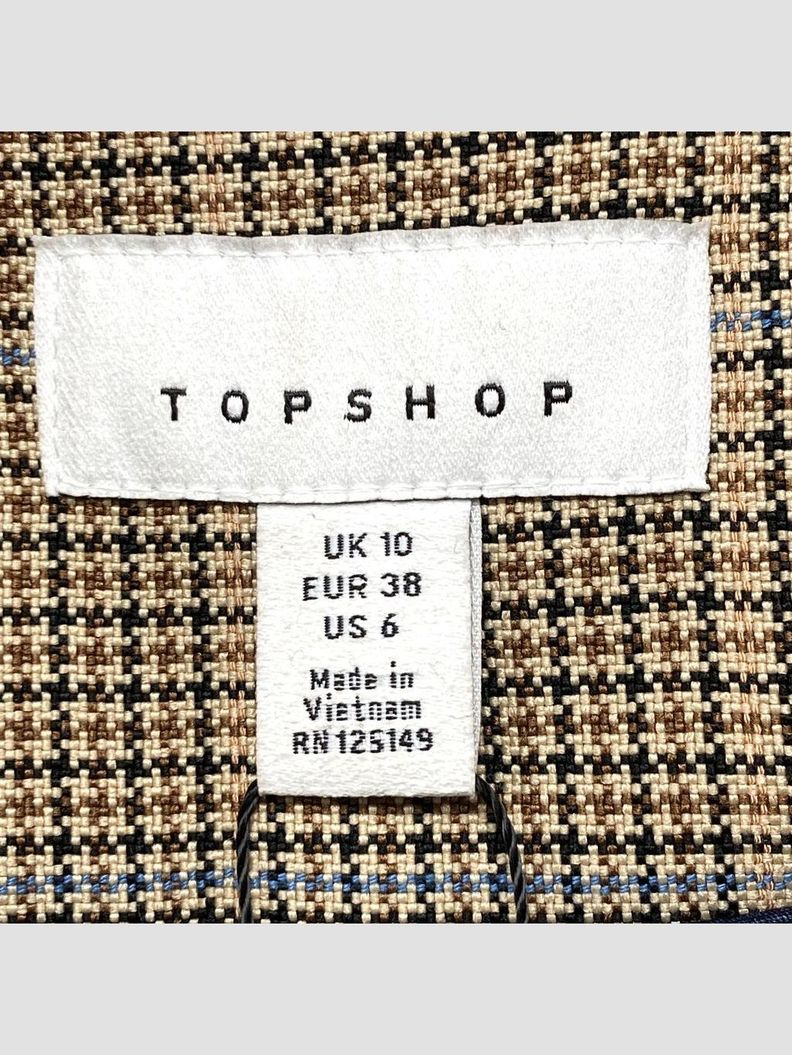 TOPSHOP
UK 10
EUR 38
US 6
Made in
Vietnam
RN 125149